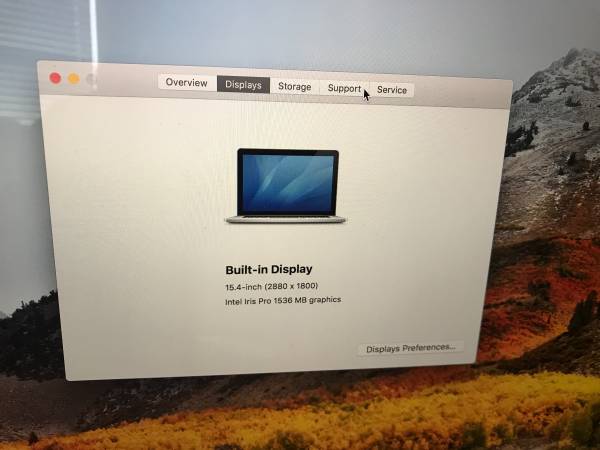 Overview Displays Storage Support Service
Built-in Display
15.4-inch (2880 x 1800)
Intel Iris Pro 1536 MB graphics
Displays Preferences...